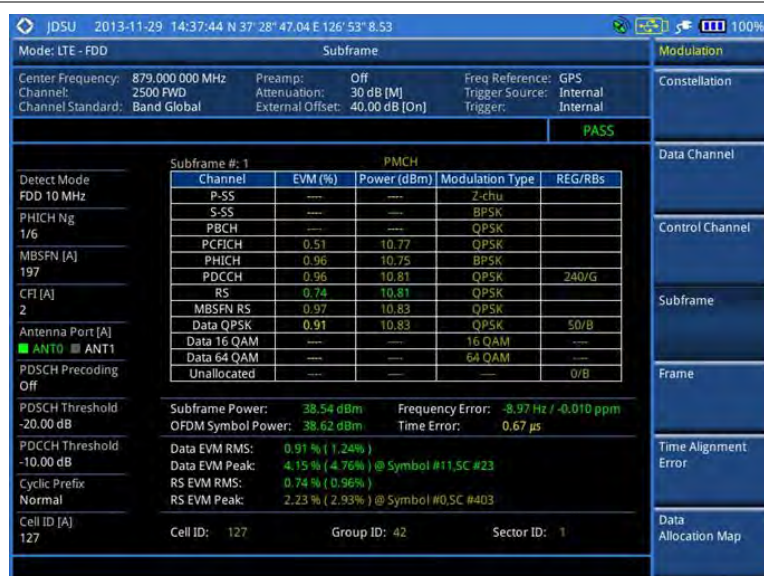 JDSU 2013-11-29 14:37:44 N 37° 28" 47.04 E 126° 53" 8.53 100%
Mode: LTE - FDD Subframe Modulation
Center Frequency: 879.000 000 MHz Preamp: Off Freq Reference: GPS
Channel: 2500 FWD Attenuation: 30 dB [M] Trigger Source: Internal
Channel Standard: Band Global External Offset: 40.00 dB [On] Trigger: Internal
Constellation
PASS
Data Channel
Subframe #: 1 PMCH
Channel EVM (%) Power (dBm) Modulation Type REG/RBs
P-SS ---- ---- Z-chu
S-SS ---- ---- BPSK
PBCH ---- ---- QPSK
PCFICH 0.51 10.77 QPSK
PHICH 0.96 10.75 BPSK
PDCCH 0.96 10.81 QPSK 240/G
RS 0.74 10.81 QPSK
MBSFN RS 0.97 10.83 QPSK
Data QPSK 0.91 10.83 QPSK 50/B
Data 16 QAM ---- ---- 16 QAM ----
Data 64 QAM ---- ---- 64 QAM ----
Unallocated ---- ---- ---- 0/B
Detect Mode
FDD 10 MHz
PHICH Ng
1/6
MBSFN [A]
197
CFI [A]
2
Antenna Port [A]
ANT0 ANT1
PDSCH Precoding
Off
PDSCH Threshold
-20.00 dB
PDCCH Threshold
-10.00 dB
Cyclic Prefix
Normal
Cell ID [A]
127
Subframe Power: 38.54 dBm Frequency Error: -8.97 Hz / -0.010 ppm
OFDM Symbol Power: 38.62 dBm Time Error: 0.67 µs
Data EVM RMS: 0.91 % ( 1.24% )
Data EVM Peak: 4.15 % ( 4.76% ) @ Symbol #11,SC #23
RS EVM RMS: 0.74 % ( 0.96% )
RS EVM Peak: 2.23 % ( 2.93% ) @ Symbol #0,SC #403
Cell ID: 127 Group ID: 42 Sector ID: 1
Control Channel
Subframe
Frame
Time Alignment
Error
Data
Allocation Map